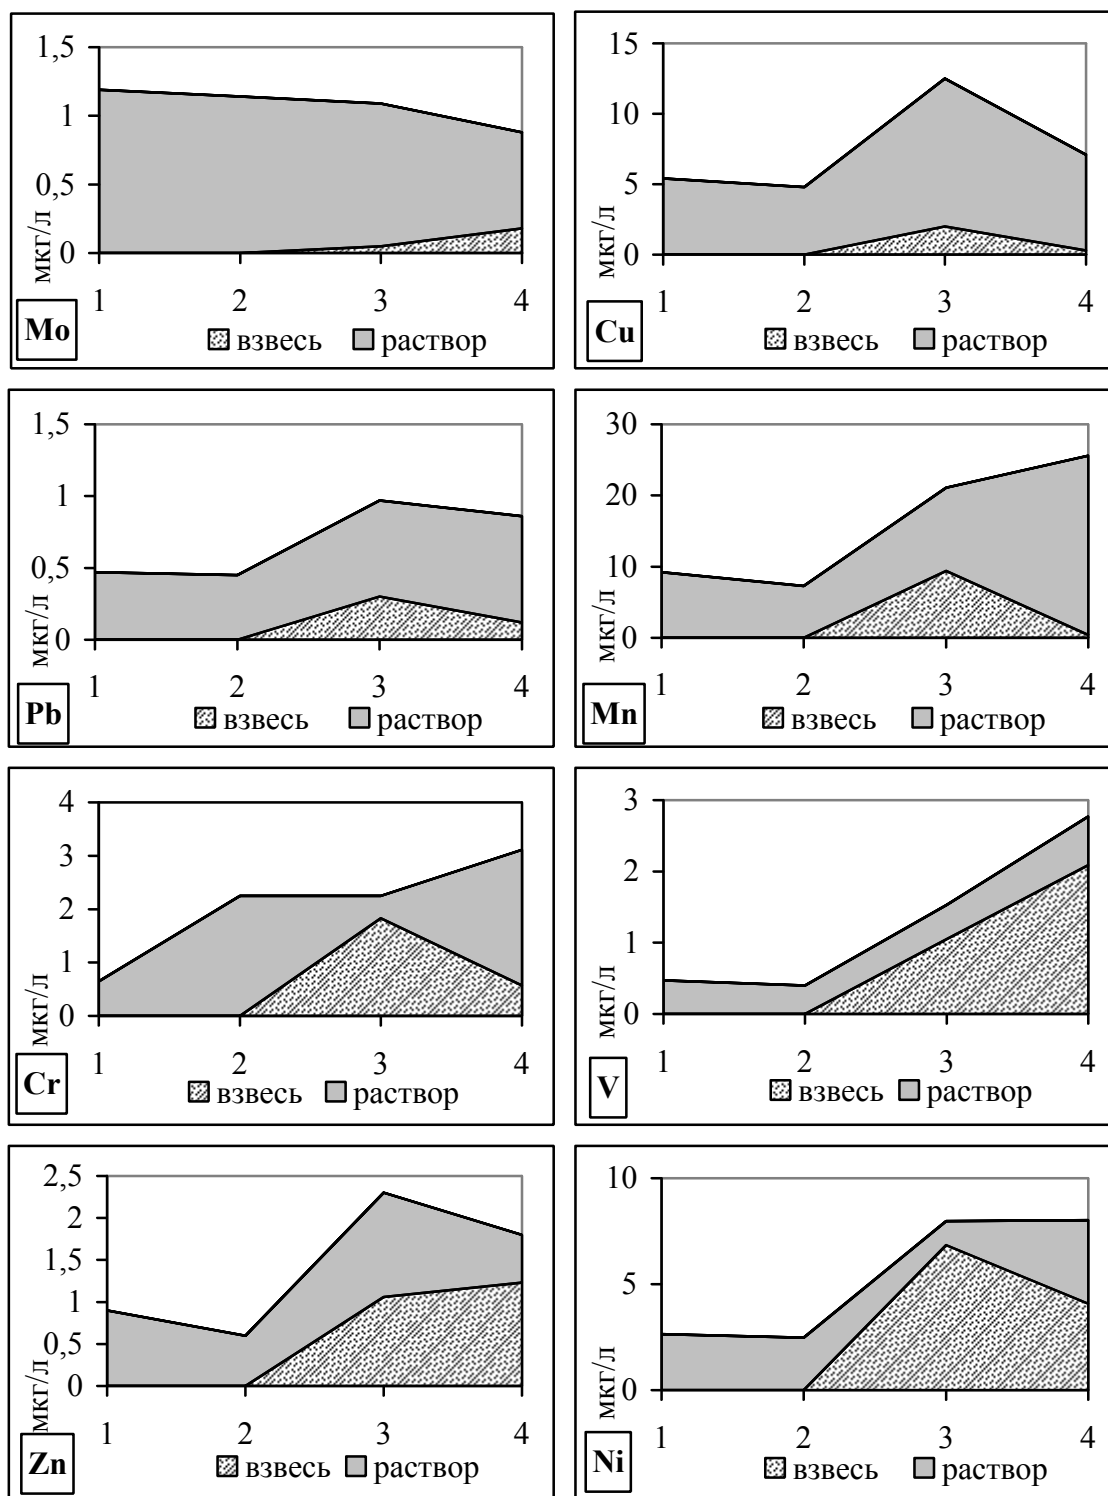 1,5
1
0,5
0
мкг/л
1 2 3 4
Mo
взвесь раствор
15
10
5
0
мкг/л
1 2 3 4
Cu
взвесь раствор
1,5
1
0,5
0
мкг/л
1 2 3 4
Pb
взвесь раствор
30
20
10
0
мкг/л
1 2 3 4
Mn
взвесь раствор
4
3
2
1
0
мкг/л
1 2 3 4
Cr
взвесь раствор
3
2
1
0
мкг/л
1 2 3 4
V
взвесь раствор
2,5
2
1,5
1
0,5
0
мкг/л
1 2 3 4
Zn
взвесь раствор
10
5
0
мкг/л
1 2 3 4
Ni
взвесь раствор